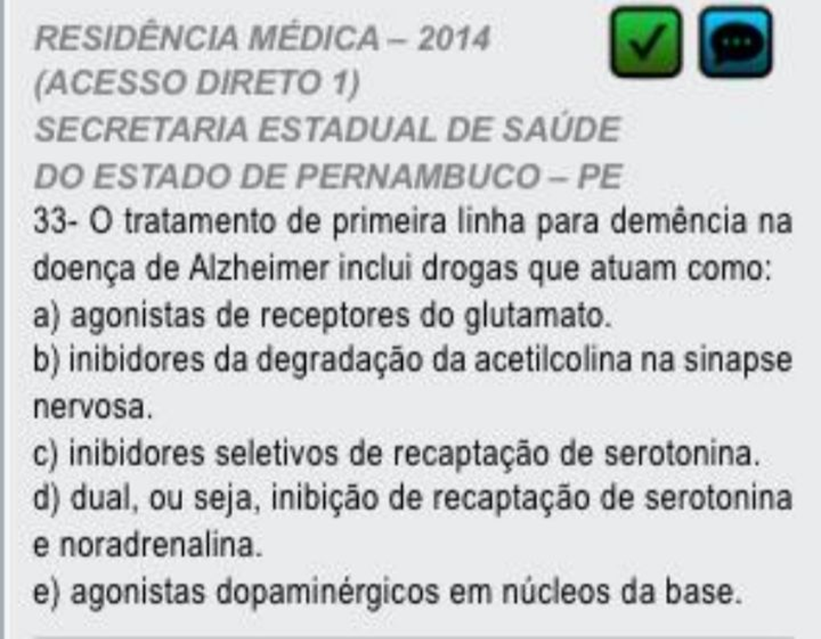 RESIDÊNCIA MÉDICA – 2014
(ACESSO DIRETO 1)
SECRETARIA ESTADUAL DE SAÚDE
DO ESTADO DE PERNAMBUCO – PE
33- O tratamento de primeira linha para demência na
doença de Alzheimer inclui drogas que atuam como:
a) agonistas de receptores do glutamato.
b) inibidores da degradação da acetilcolina na sinapse
nervosa.
c) inibidores seletivos de recaptação de serotonina.
d) dual, ou seja, inibição de recaptação de serotonina
e noradrenalina.
e) agonistas dopaminérgicos em núcleos da base.